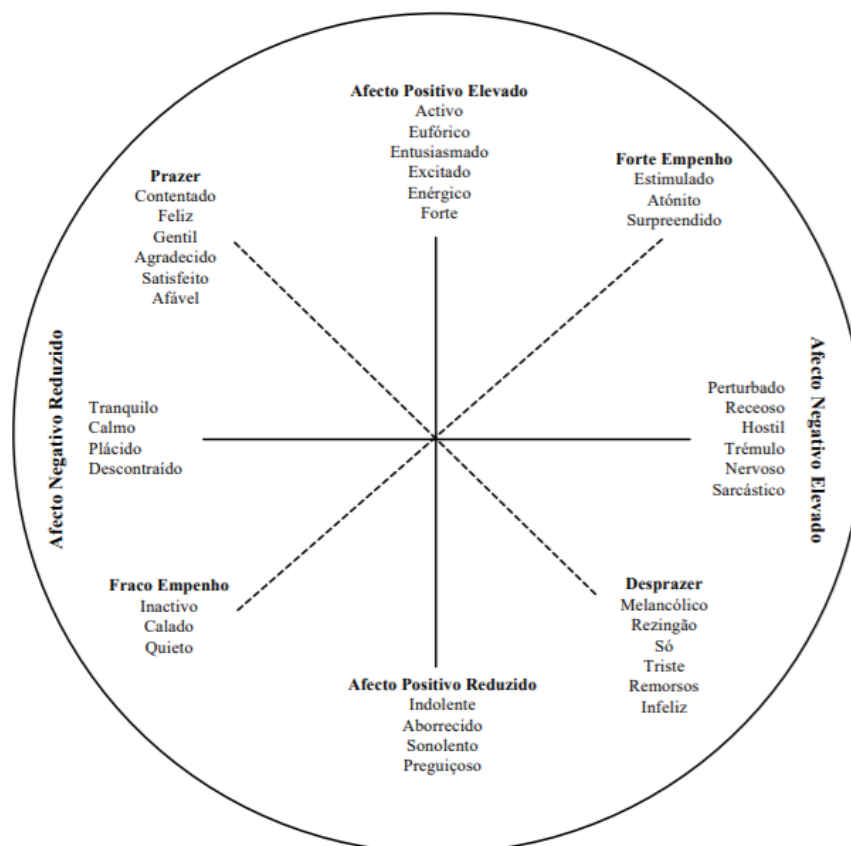 Afecto Positivo Elevado
Activo
Eufórico
Entusiasmado
Excitado
Enérgico
Forte
Forte Empenho
Estimulado
Atónito
Surpreendido
Prazer
Contentado
Feliz
Gentil
Agradecido
Satisfeito
Afável
Afecto Negativo Reduzido
Tranquilo
Calmo
Plácido
Descontraído
Afecto Negativo Elevado
Perturbado
Receoso
Hostil
Trémulo
Nervoso
Sarcástico
Fraco Empenho
Inactivo
Calado
Quieto
Desprazer
Melancólico
Rezingão
Só
Triste
Remorsos
Infeliz
Afecto Positivo Reduzido
Indolente
Aborrecido
Sonolento
Preguiçoso